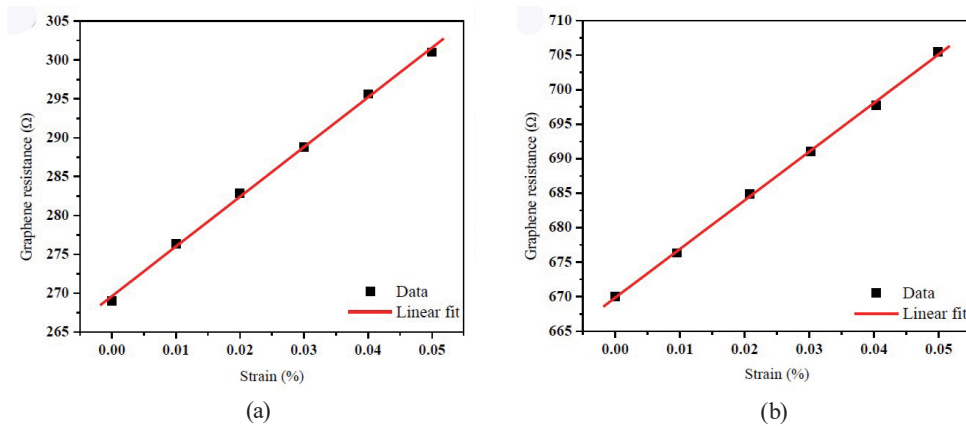 305
300
295
290
285
280
275
270
265
Graphene resistance (Ω)
Data
Linear fit
0.00 0.01 0.02 0.03 0.04 0.05
Strain (%)
(a)
710
705
700
695
690
685
680
675
670
665
Graphene resistance (Ω)
Data
Linear fit
0.00 0.01 0.02 0.03 0.04 0.05
Strain (%)
(b)